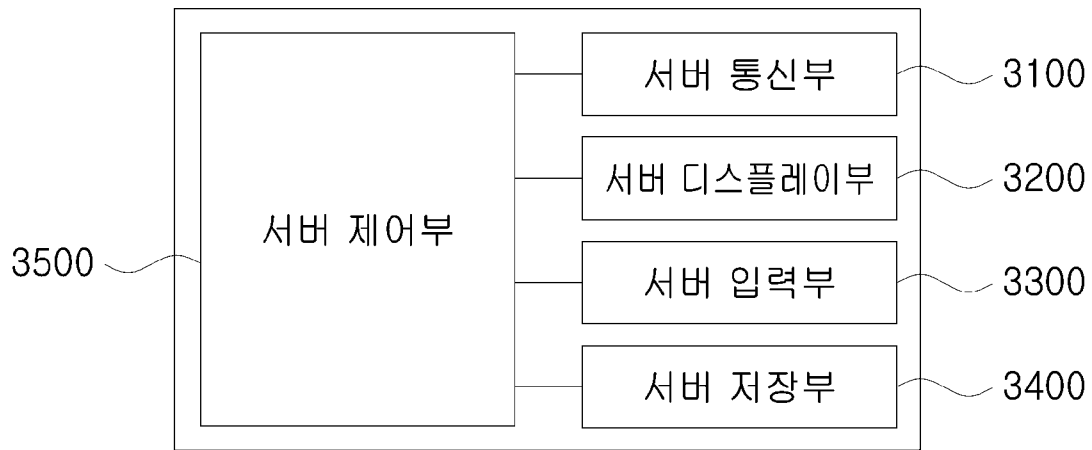 서버 통신부
3100
서버 디스플레이부
3200
서버 제어부
3500
서버 입력부
3300
서버 저장부
3400